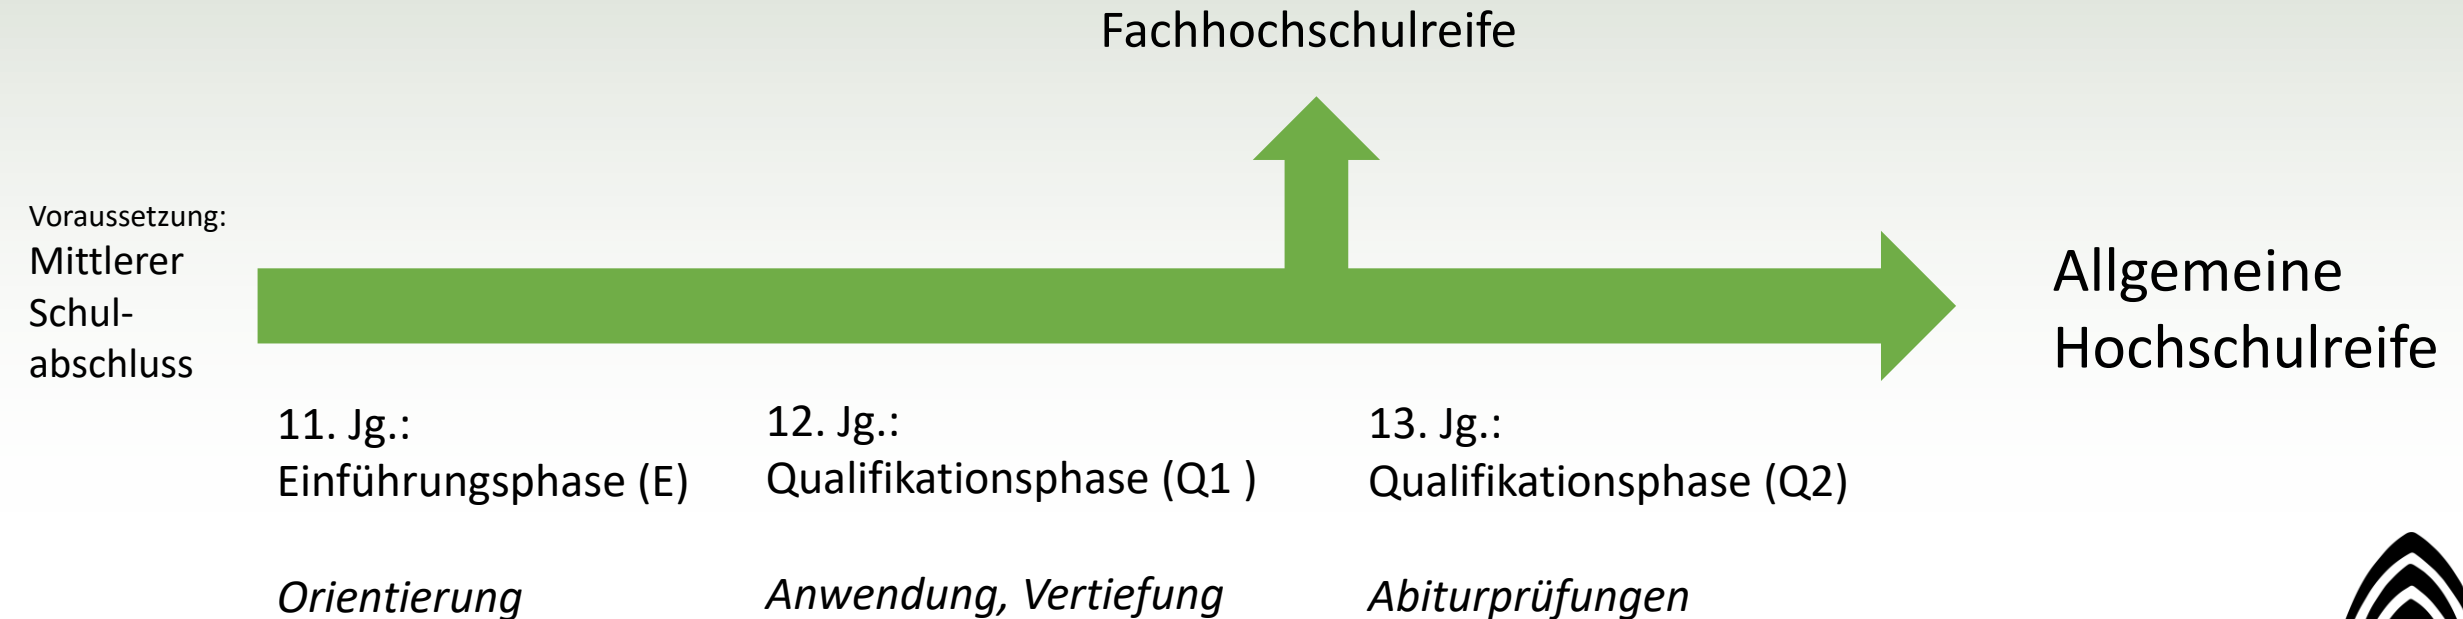 Fachhochschulreife
Voraussetzung:
Mittlerer
Schul-
abschluss
Allgemeine
Hochschulreife
11. Jg.:
Einführungsphase (E)
Orientierung
12. Jg.:
Qualifikationsphase (Q1 )
Anwendung, Vertiefung
13. Jg.:
Qualifikationsphase (Q2)
Abiturprüfungen